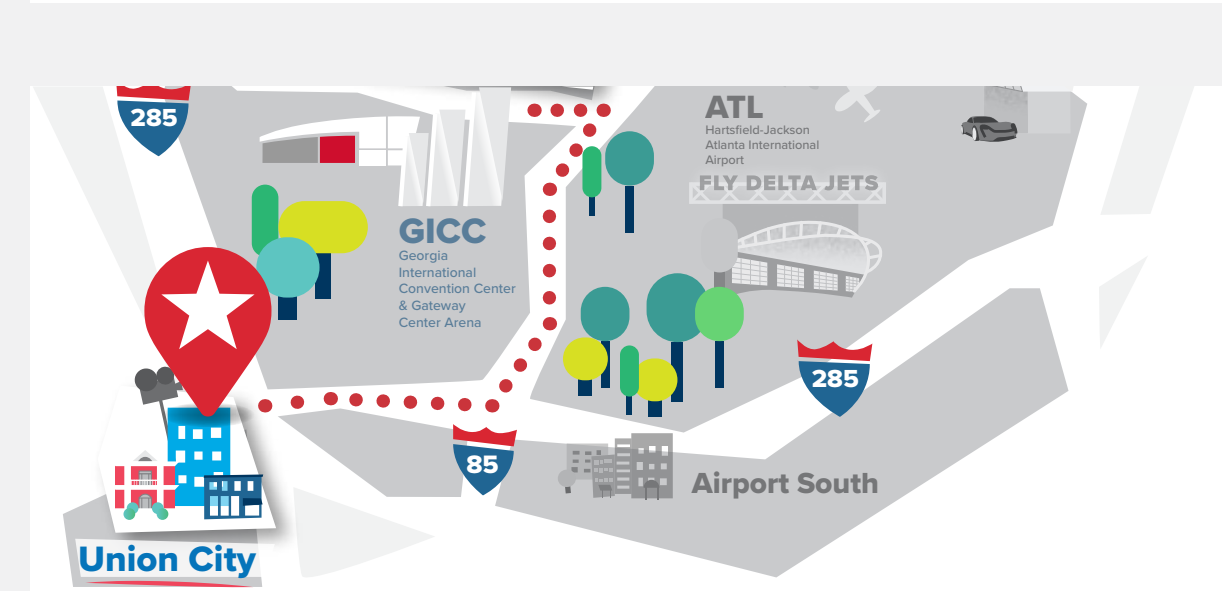 285
ATL
Hartsfield-Jackson
Atlanta International
Airport
FLY DELTA JETS
GICC
Georgia
International
Convention Center
& Gateway
Center Arena
285
85
Airport South
Union City